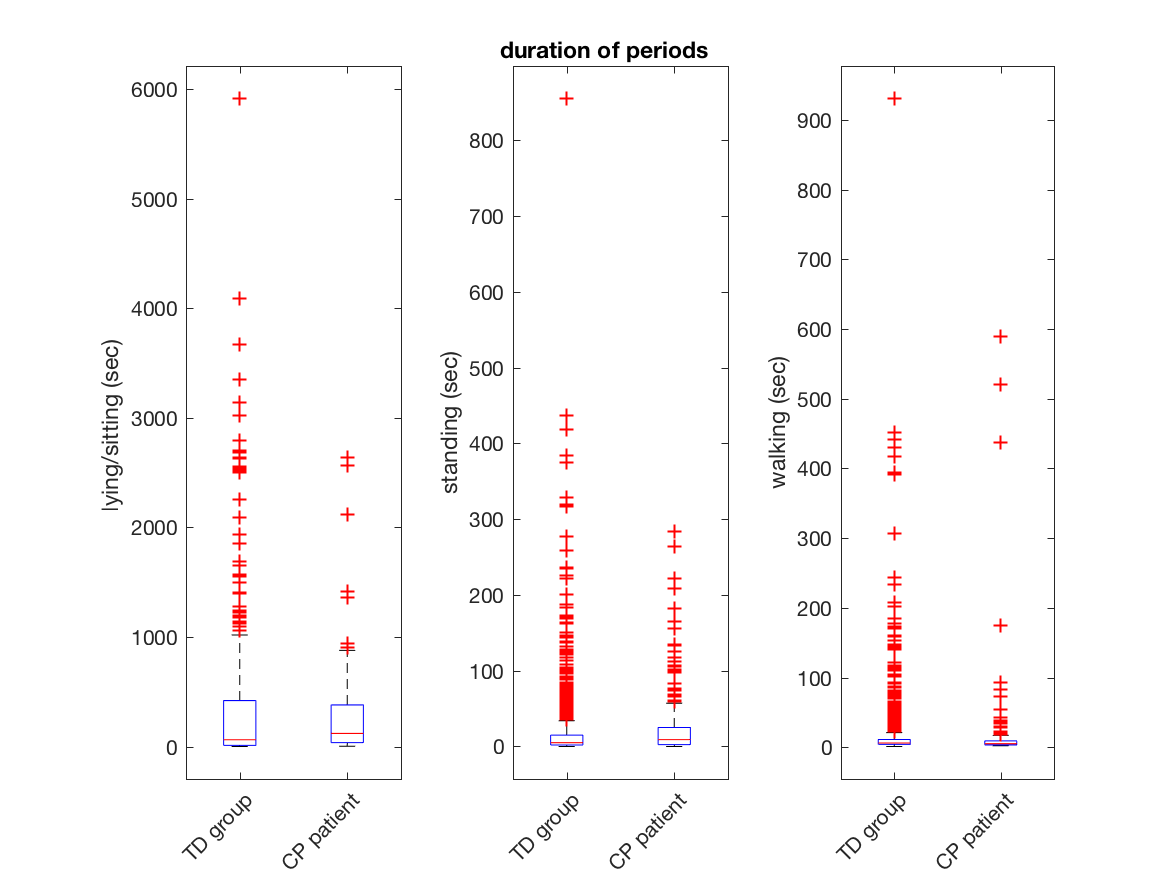 duration of periods
lying/sitting (sec)
6000
5000
4000
3000
2000
1000
0
TD group
CP patient
standing (sec)
800
700
600
500
400
300
200
100
0
TD group
CP patient
walking (sec)
900
800
700
600
500
400
300
200
100
0
TD group
CP patient